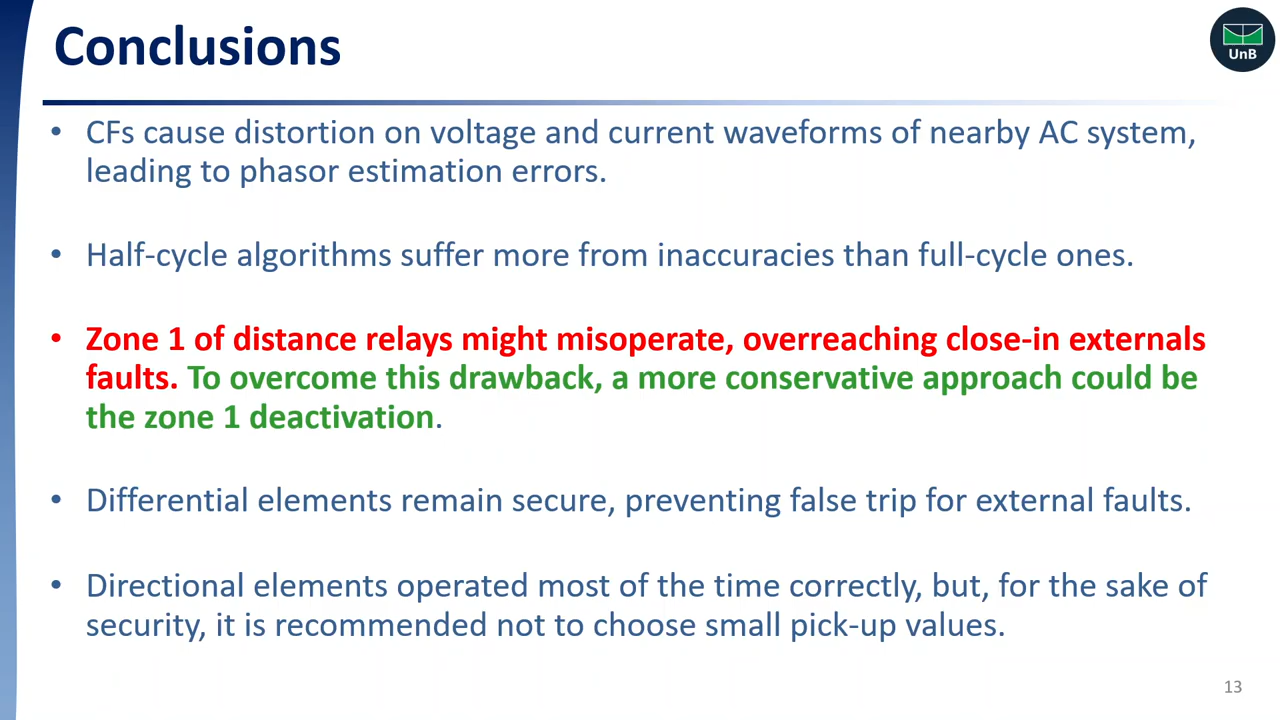 Conclusions
UnB
• CFs cause distortion on voltage and current waveforms of nearby AC system,
leading to phasor estimation errors.
• Half-cycle algorithms suffer more from inaccuracies than full-cycle ones.
• Zone 1 of distance relays might misoperate, overreaching close-in externals
faults. To overcome this drawback, a more conservative approach could be
the zone 1 deactivation.
• Differential elements remain secure, preventing false trip for external faults.
• Directional elements operated most of the time correctly, but, for the sake of
security, it is recommended not to choose small pick-up values.
13